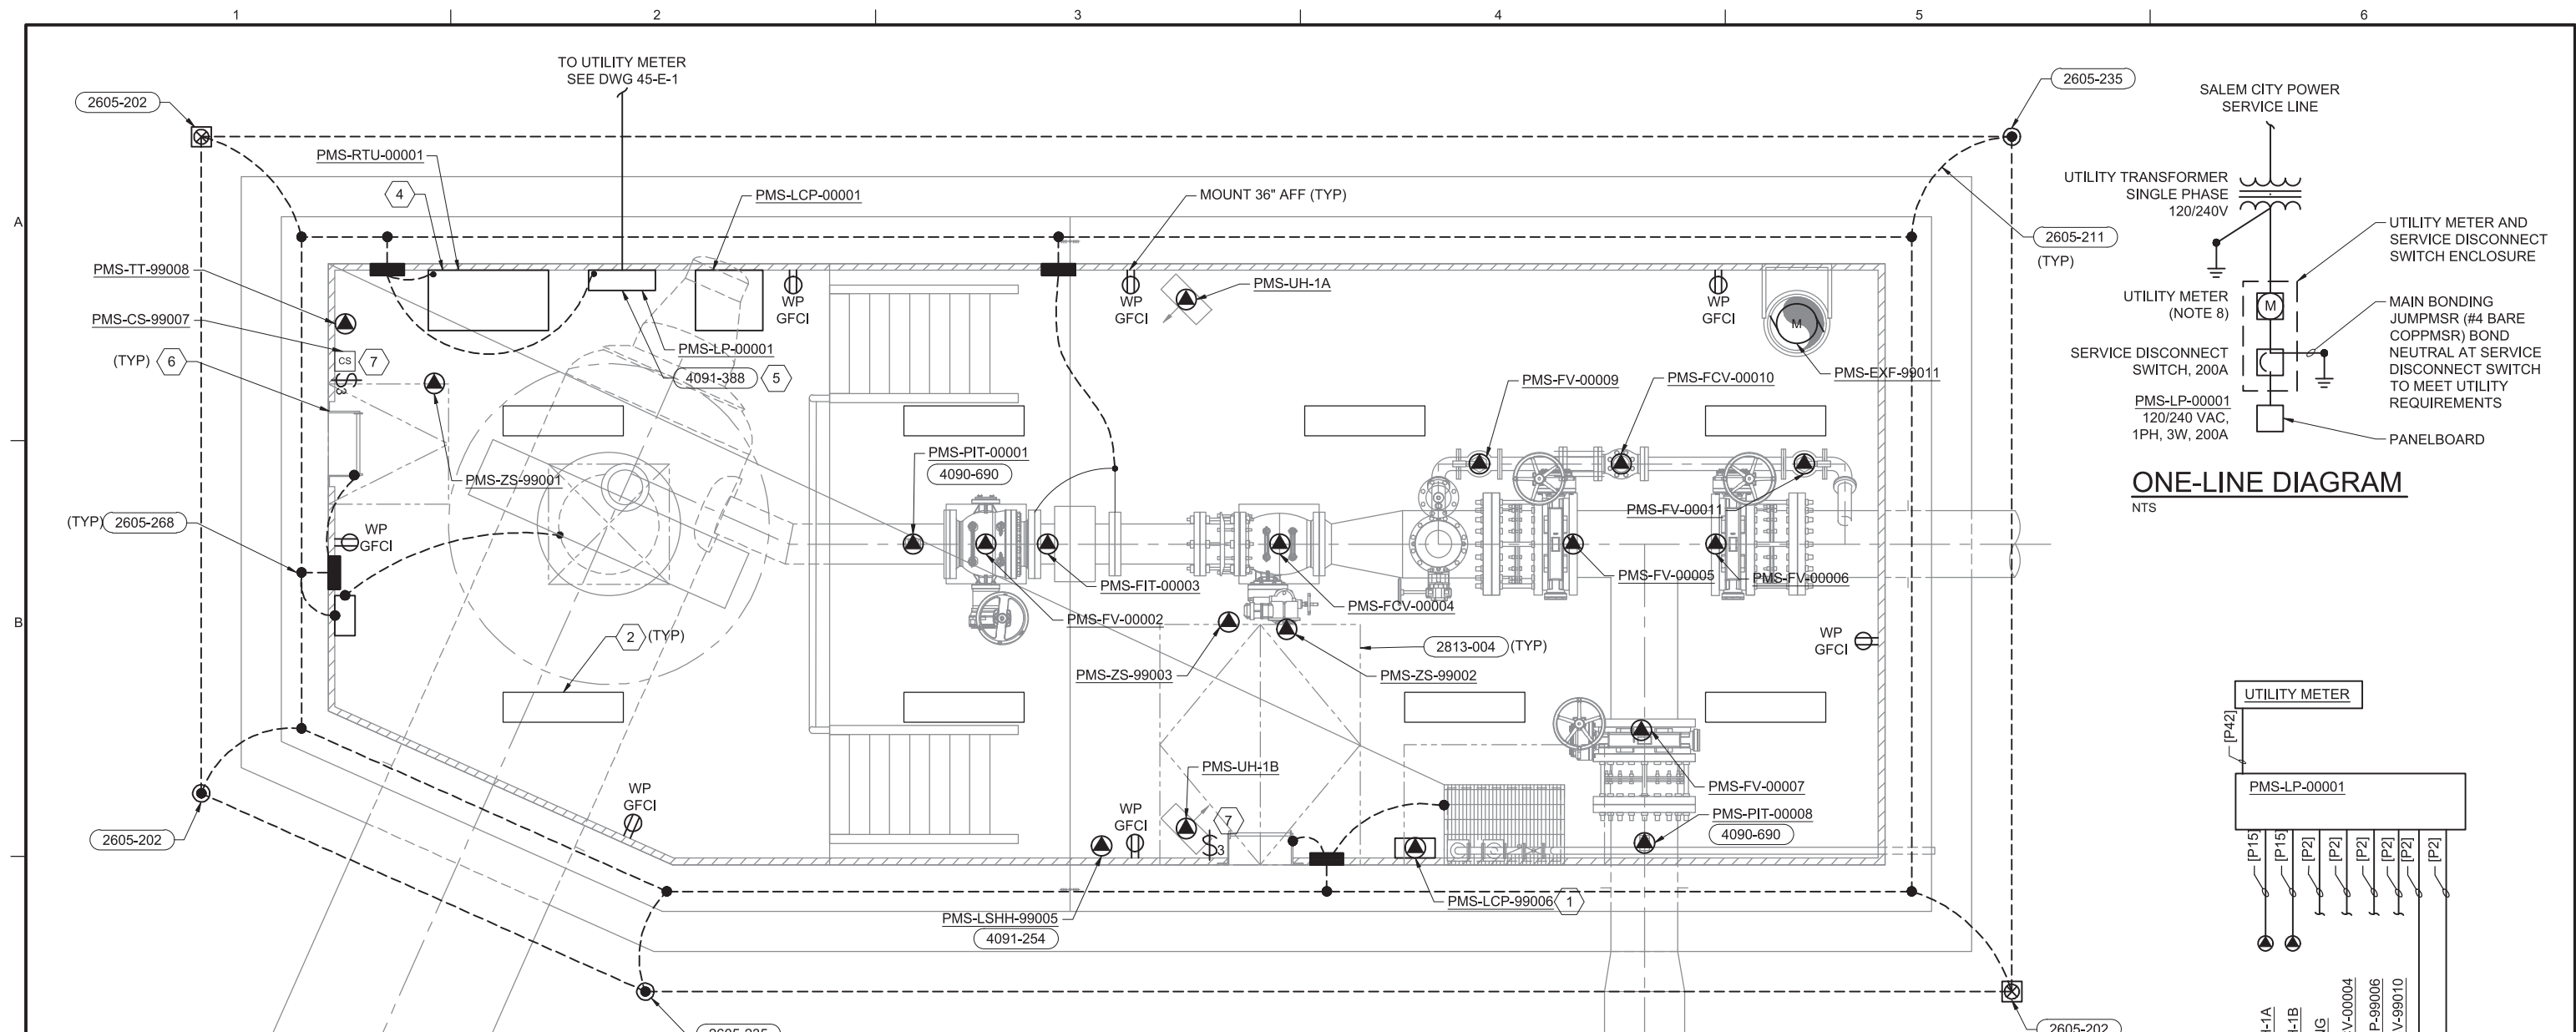 1
2
3
4
5
6
A
B
TO UTILITY METER
SEE DWG 45-E-1
2605-202
PMS-RTU-00001
4
PMS-LCP-00001
MOUNT 36" AFF (TYP)
2605-235
2605-211
(TYP)
PMS-TT-99008
PMS-CS-99007
(TYP)
6
CS
7
S3
WP
GFCI
PMS-LP-00001
4091-388
5
WP
GFCI
PMS-UH-1A
WP
GFCI
M
PMS-EXF-99011
PMS-FV-00009
PMS-FCV-00010
PMS-ZS-99001
PMS-PIT-00001
4090-690
PMS-FV-00011
(TYP)
2605-268
WP
GFCI
PMS-FIT-00003
PMS-FV-00002
PMS-FCV-00004
PMS-FV-00005
PMS-FV-00006
2
(TYP)
2813-004
(TYP)
WP
GFCI
PMS-ZS-99003
PMS-ZS-99002
PMS-UH-1B
7
S3
PMS-FV-00007
PMS-PIT-00008
4090-690
WP
GFCI
WP
GFCI
2605-202
PMS-LSHH-99005
4091-254
PMS-LCP-99006
1
2605-235
2605-202
SALEM CITY POWER
SERVICE LINE
UTILITY TRANSFORMER
SINGLE PHASE
120/240V
UTILITY METER AND
SERVICE DISCONNECT
SWITCH ENCLOSURE
UTILITY METER
(NOTE 8)
M
MAIN BONDING
JUMPMSR (#4 BARE
COPPMSR) BOND
NEUTRAL AT SERVICE
DISCONNECT SWITCH
TO MEET UTILITY
REQUIREMENTS
SERVICE DISCONNECT
SWITCH, 200A
PMS-LP-00001
120/240 VAC,
1PH, 3W, 200A
PANELBOARD
ONE-LINE DIAGRAM
NTS
UTILITY METER
[P42]
PMS-LP-00001
[P15]
[P15]
[P2]
[P2]
[P2]
[P2]
[P2]
H-1A
H-1B
NG
V-00004
P-99006
V-99010